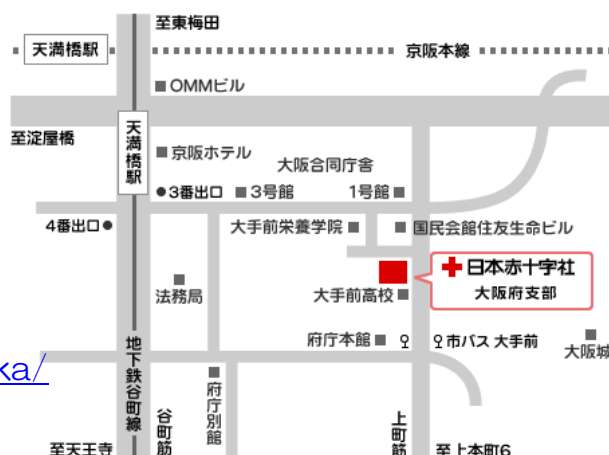 至東梅田
天満橋駅
京阪本線
OMMビル
至淀屋橋
天満橋駅
京阪ホテル
大阪合同庁舎
3番出口
3号館
1号館
4番出口
大手前栄養学院
国民会館住友生命ビル
日本赤十字社
大阪府支部
法務局
大手前高校
府庁本館
市バス 大手前
大阪城
地下鉄谷町線
ka/
府庁別館
谷町筋
上町筋
至天王寺
至上本町6